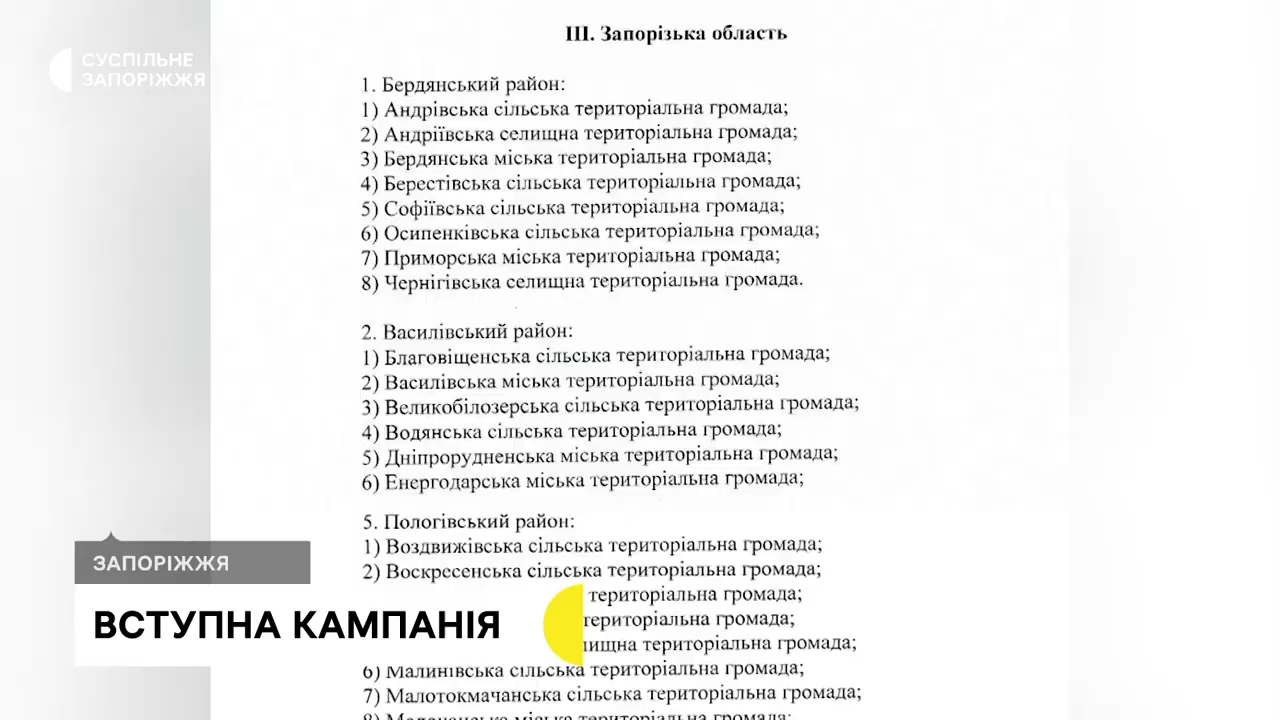 СУСПІЛЬНЕ
ЗАПОРІЖЖЯ
ІІІ. Запорізька область
1. Бердянський район:
1) Андрівська сільська територіальна громада;
2) Андріївська селищна територіальна громада;
3) Бердянська міська територіальна громада;
4) Берестівська сільська територіальна громада;
5) Софіївська сільська територіальна громада;
6) Осипенківська сільська територіальна громада;
7) Приморська міська територіальна громада;
8) Чернігівська селищна територіальна громада.
2. Василівський район:
1) Благовіщенська сільська територіальна громада;
2) Василівська міська територіальна громада;
3) Великобілозерська сільська територіальна громада;
4) Водянська сільська територіальна громада;
5) Дніпрорудненська міська територіальна громада;
6) Енергодарська міська територіальна громада;
5. Пологівський район:
1) Воздвижівська сільська територіальна громада;
2) Воскресенська сільська територіальна громада;
територіальна громада;
територіальна громада;
територіальна громада;
6) Малинівська сільська територіальна громада;
7) Малотокмачанська сільська територіальна громада;
територіальна громада;
ЗАПОРІЖЖЯ
ВСТУПНА КАМПАНІЯ